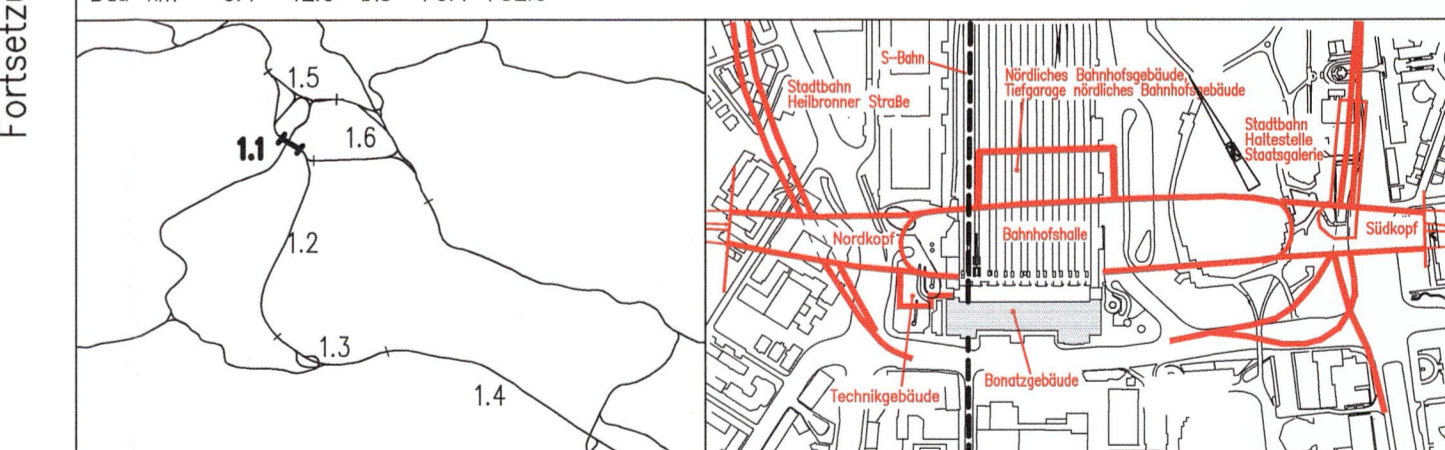 Fortsetzu
1.5
1.6
1.1
1.2
1.3
1.4
S-Bahn
Nördliches Bahnhofsgebäude,
Tiefgarage nördliches Bahnhofsgebäude
Stadtbahn
Heilbronner Straße
Stadtbahn
Haltestelle
Staatsgalerie
Nordkopf
Bahnhofshalle
Südkopf
Technikgebäude
Bonatzgebäude